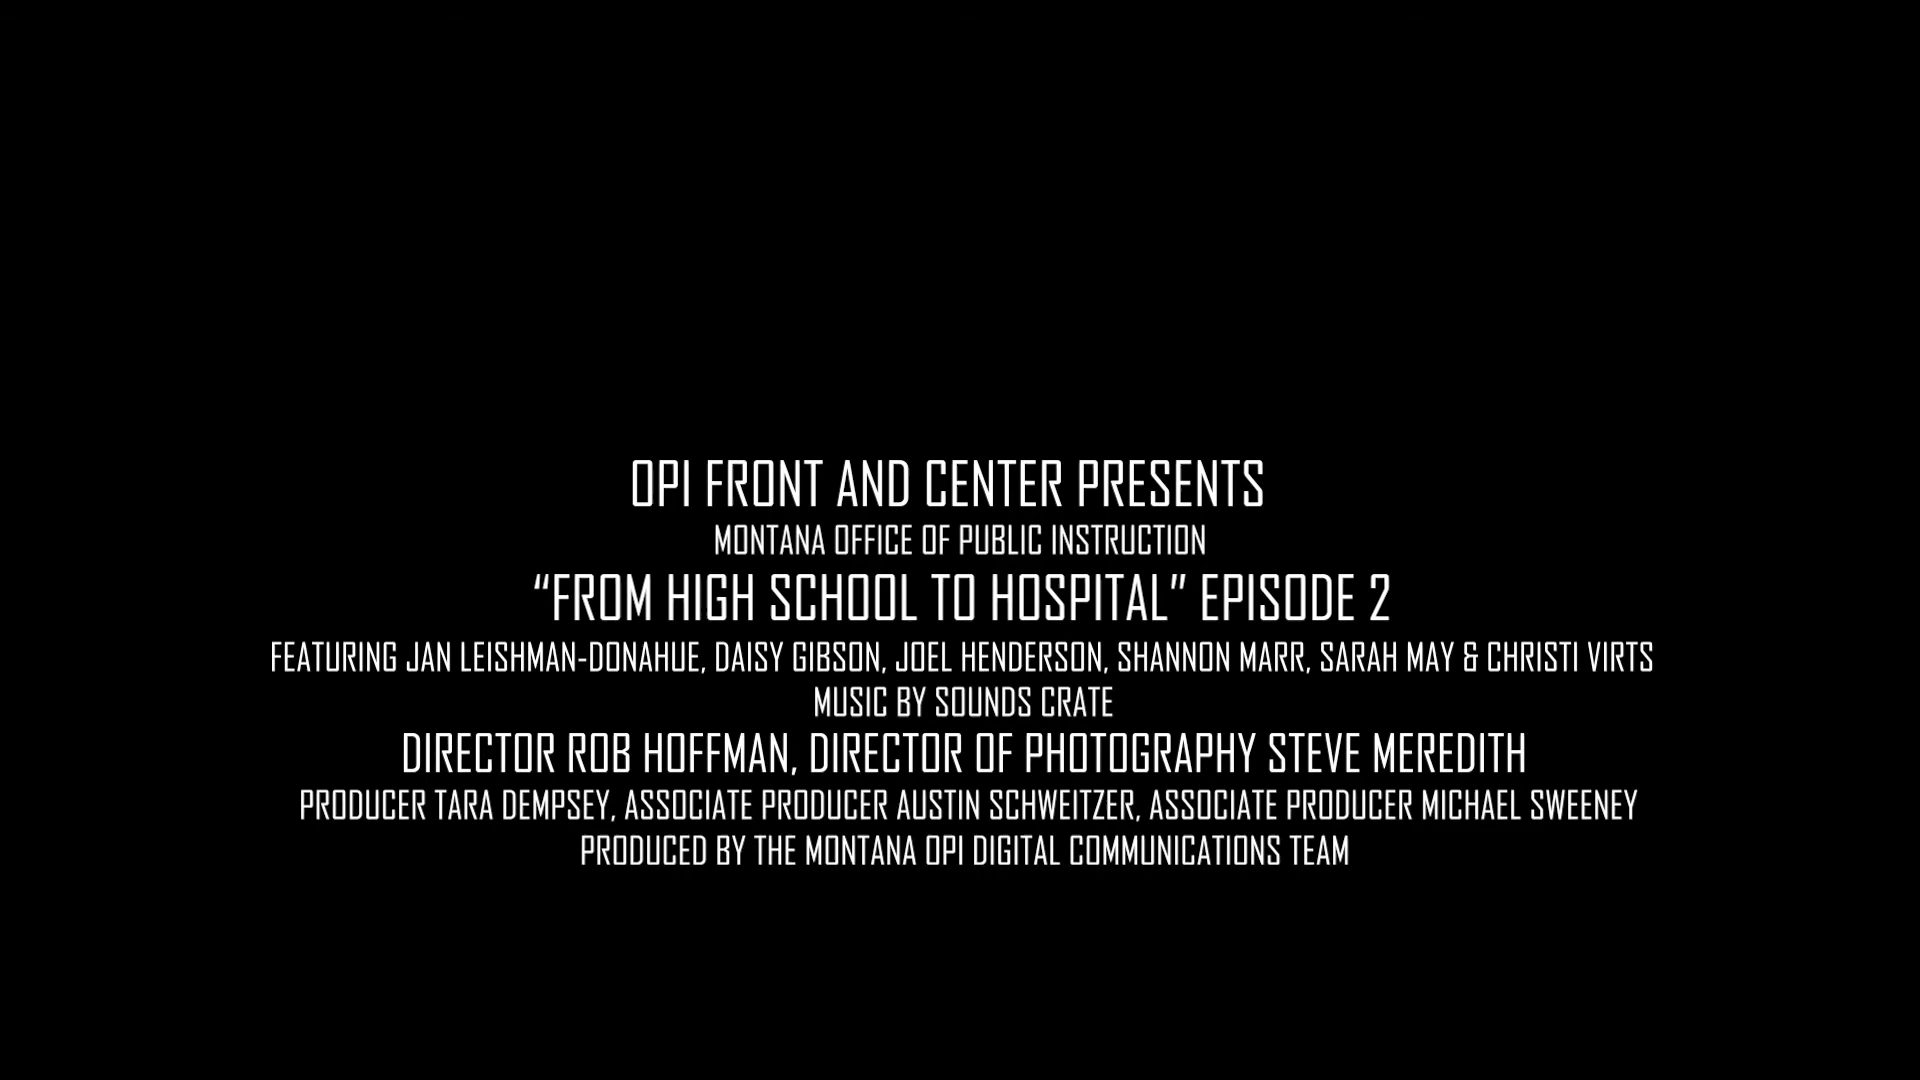 OPI FRONT AND CENTER PRESENTS
MONTANA OFFICE OF PUBLIC INSTRUCTION
“FROM HIGH SCHOOL TO HOSPITAL” EPISODE 2
FEATURING JAN LEISHMAN-DONAHUE, DAISY GIBSON, JOEL HENDERSON, SHANNON MARR, SARAH MAY & CHRISTI VIRTS
MUSIC BY SOUNDS CRATE
DIRECTOR ROB HOFFMAN, DIRECTOR OF PHOTOGRAPHY STEVE MEREDITH
PRODUCER TARA DEMPSEY, ASSOCIATE PRODUCER AUSTIN SCHWEITZER, ASSOCIATE PRODUCER MICHAEL SWEENEY
PRODUCED BY THE MONTANA OPI DIGITAL COMMUNICATIONS TEAM